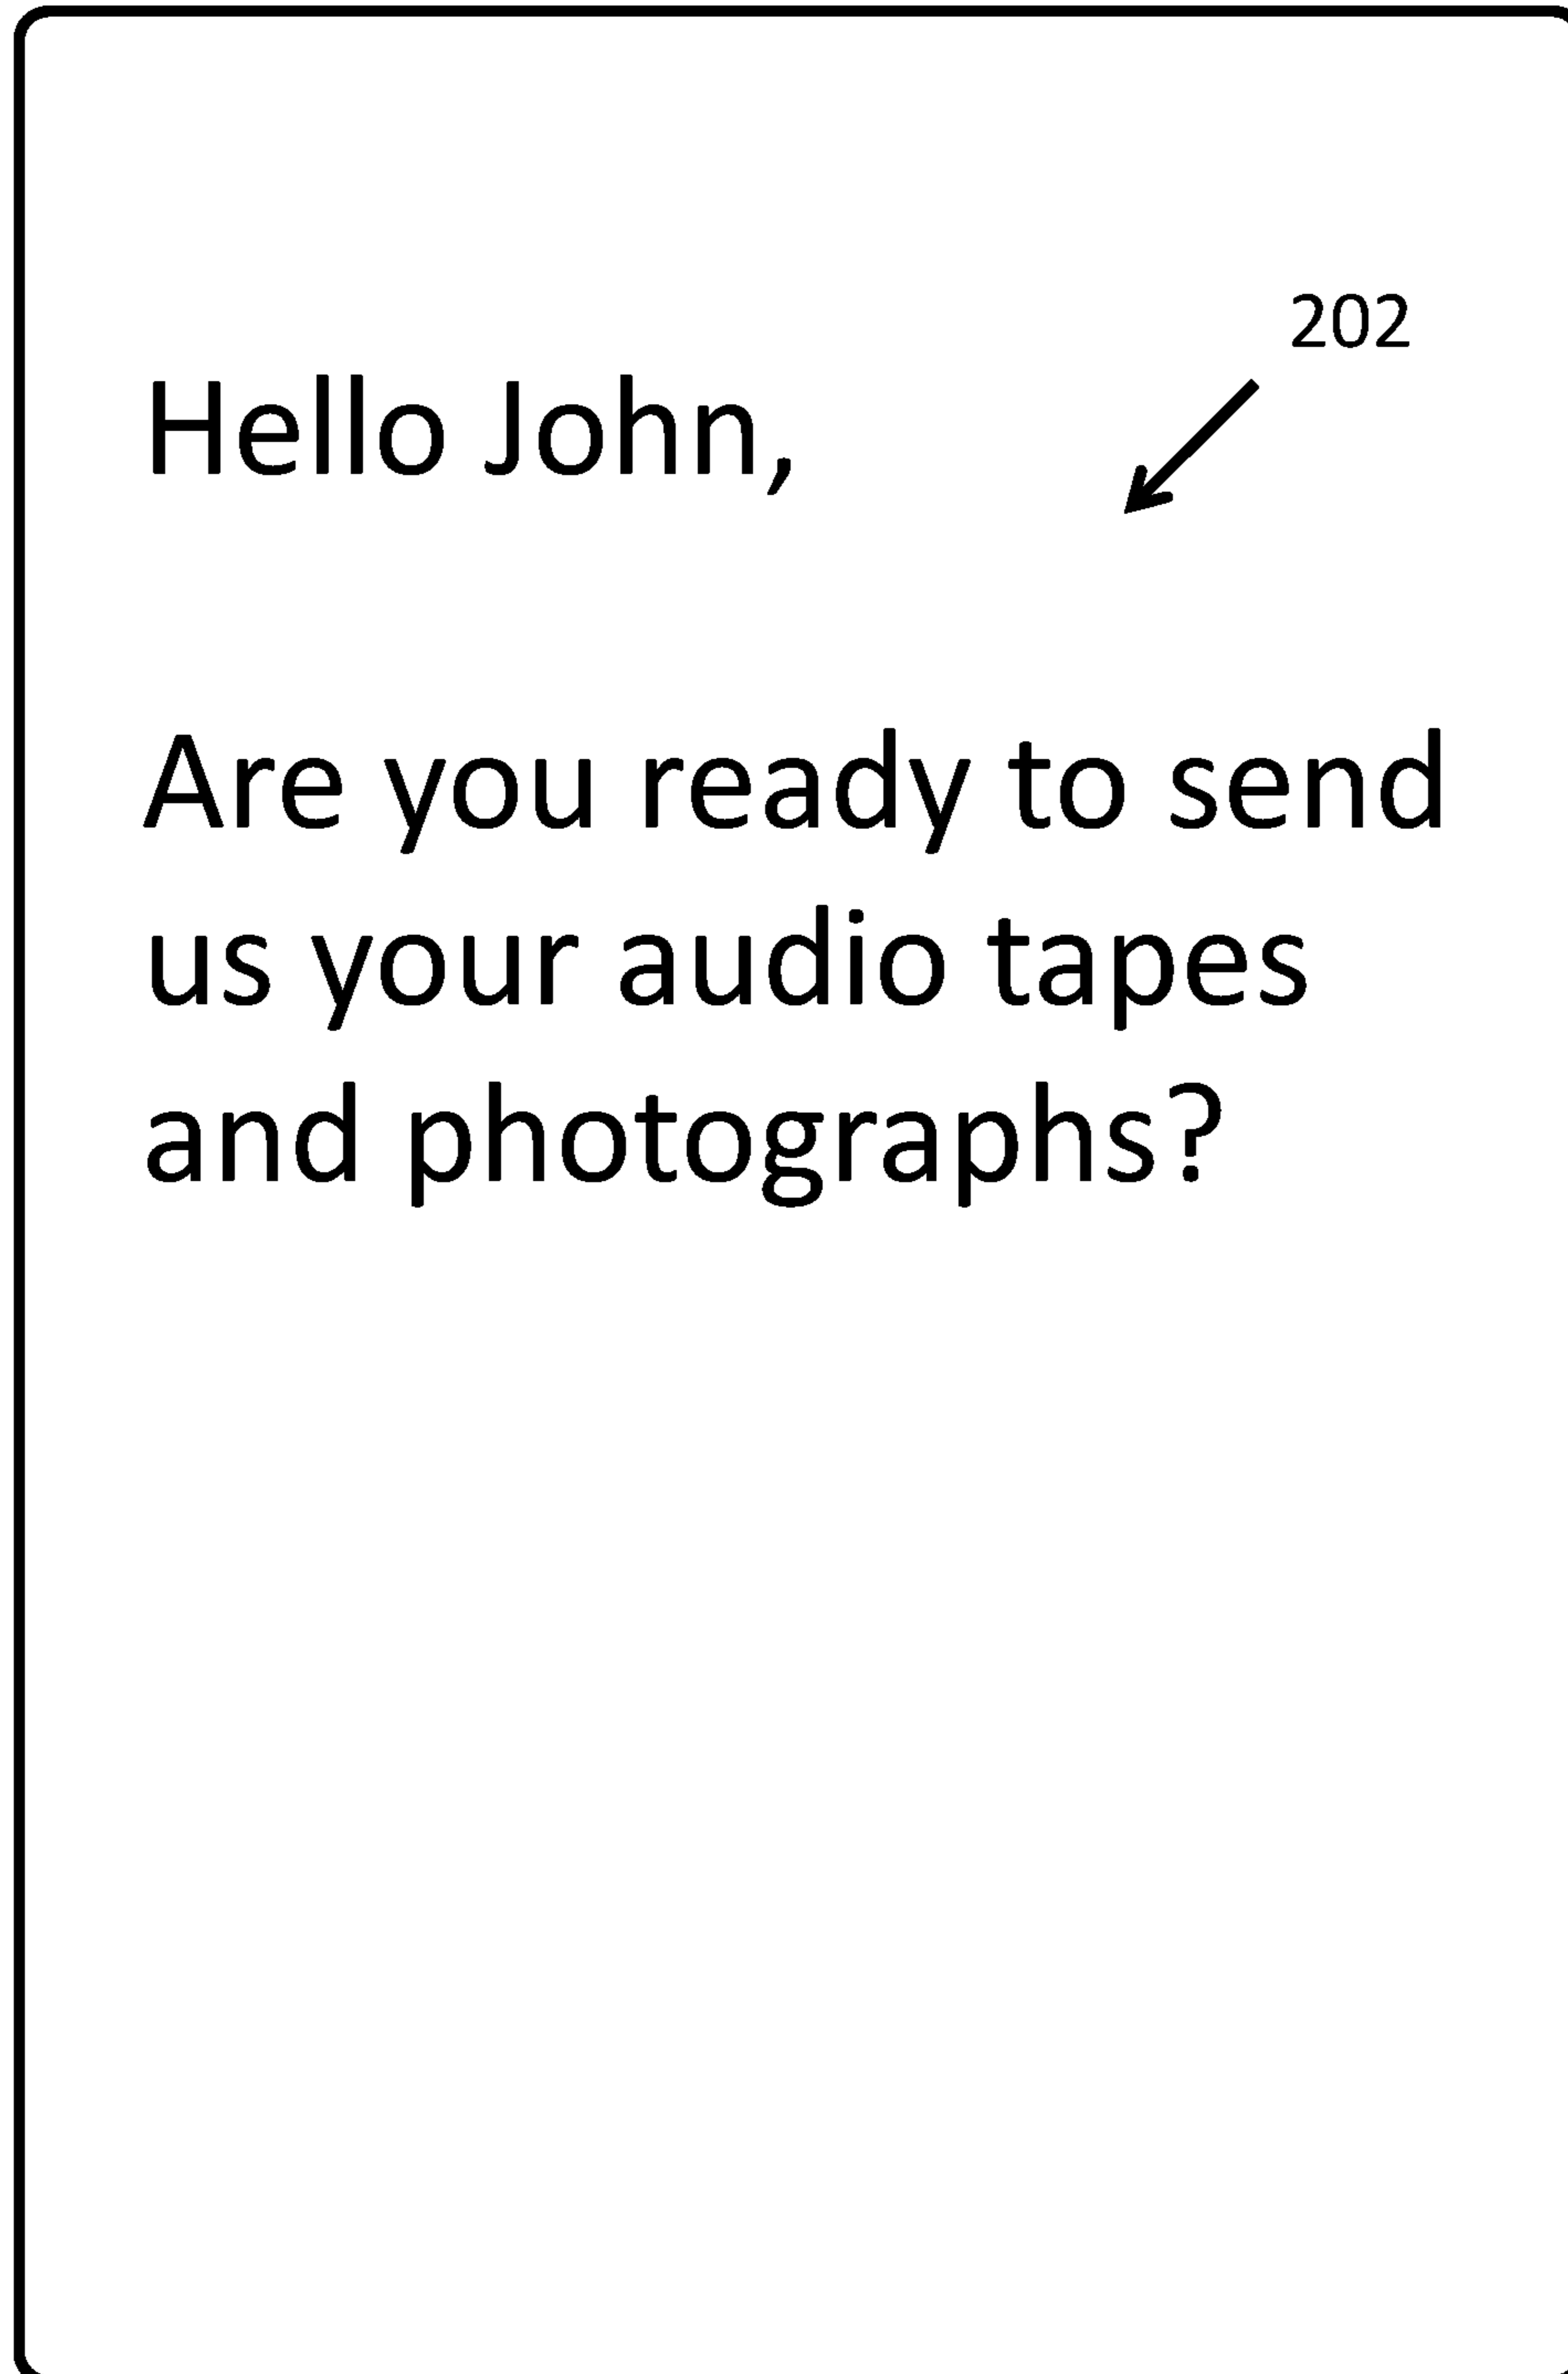 202
Hello John,
Are you ready to send
us your audio tapes
and photographs?